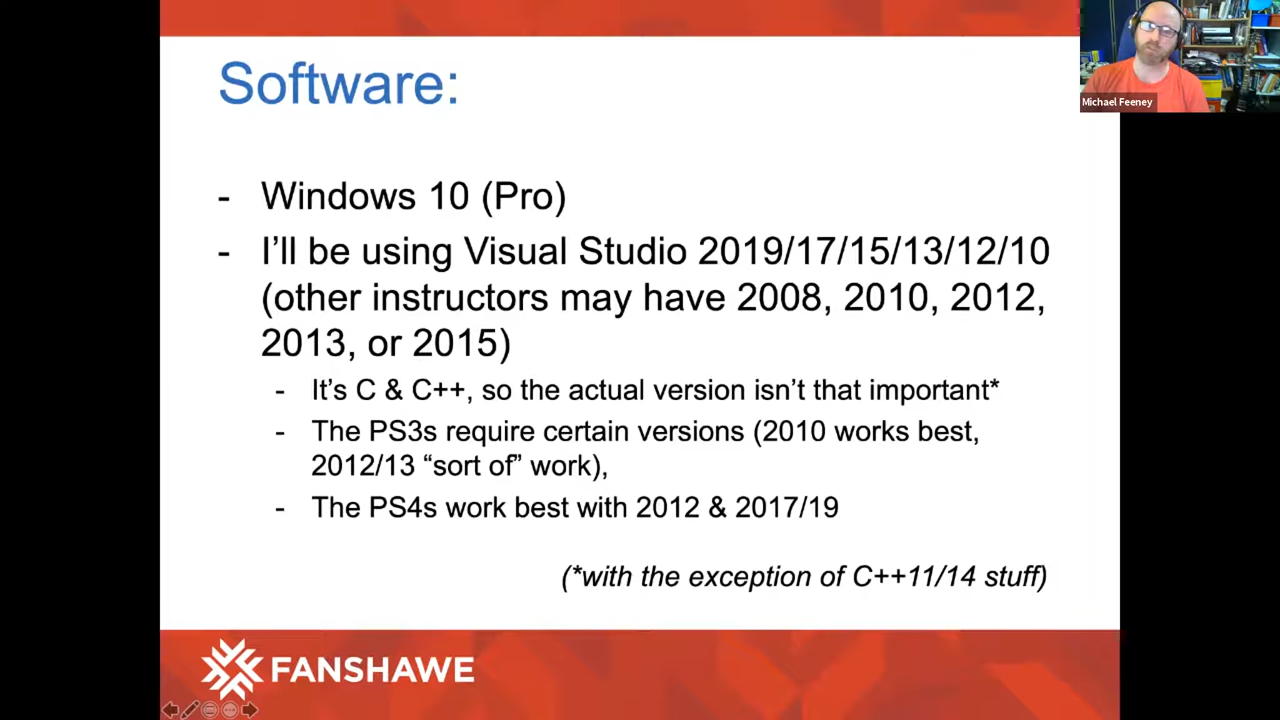 Software:
Michael Feeney
- Windows 10 (Pro)
- I'll be using Visual Studio 2019/17/15/13/12/10
(other instructors may have 2008, 2010, 2012,
2013, or 2015)
- It's C & C++, so the actual version isn't that important*
- The PS3s require certain versions (2010 works best,
2012/13 “sort of” work),
- The PS4s work best with 2012 & 2017/19
(*with the exception of C++11/14 stuff)
FANSHAWE